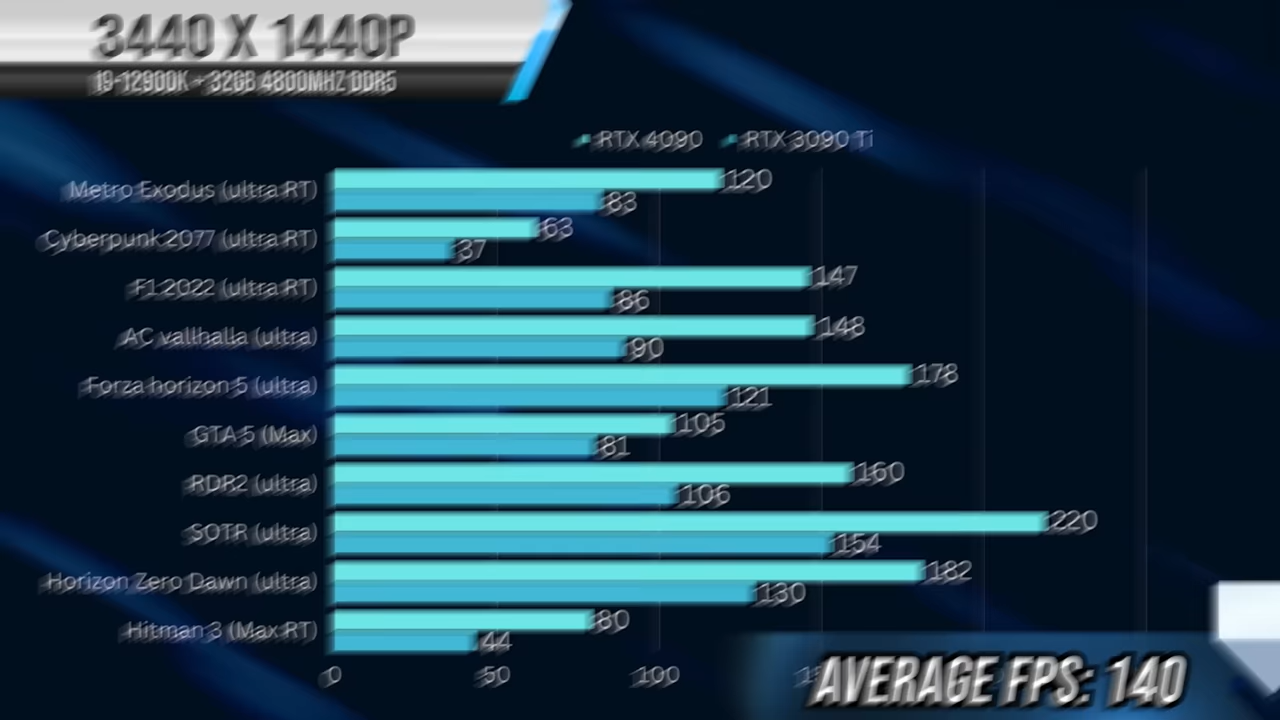 3440 X 1440P
I9-12900K - 32GB 4800MHZ DDR5
RTX 4090 RTX 3090 Ti
Metro Exodus (ultra RT) 120
83
Cyberpunk 2077 (ultra RT) 63
37
F1 2022 (ultra RT) 147
86
AC vallhalla (ultra) 148
90
Forza horizon 5 (ultra) 178
121
GTA 5 (Max) 105
81
RDR2 (ultra) 160
106
SOTR (ultra) 220
154
Horizon Zero Dawn (ultra) 182
130
Hitman 3 (Max RT) 80
44
0 50 100
AVERAGE FPS: 140